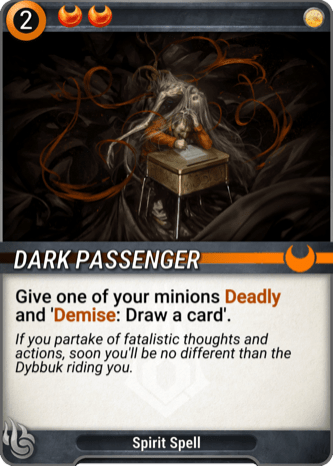 2
DARK PASSENGER
Give one of your minions Deadly
and 'Demise: Draw a card'.
If you partake of fatalistic thoughts and
actions, soon you'll be no different than the
Dybbuk riding you.
Spirit Spell